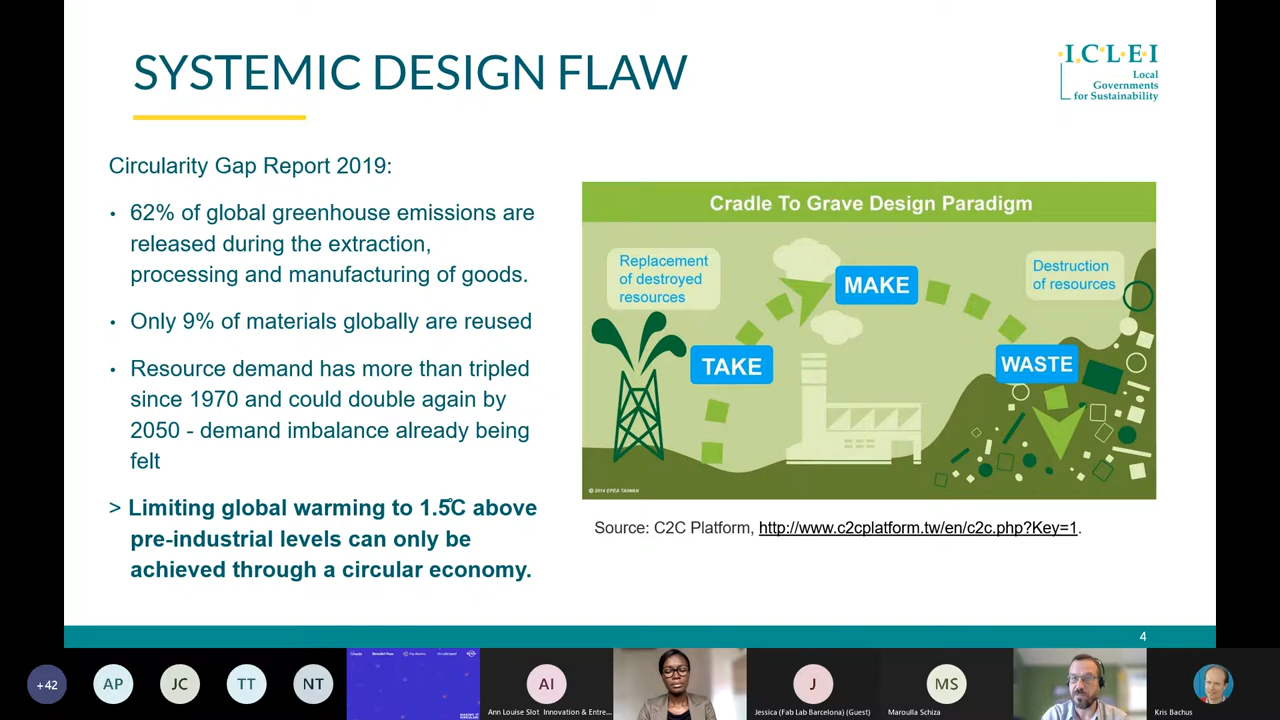 SYSTEMIC DESIGN FLAW
I.C.L.E.I
Local
Governments
for Sustainability
Circularity Gap Report 2019:
• 62% of global greenhouse emissions are
released during the extraction,
processing and manufacturing of goods.
• Only 9% of materials globally are reused
• Resource demand has more than tripled
since 1970 and could double again by
2050 - demand imbalance already being
felt
> Limiting global warming to 1.5°C above
pre-industrial levels can only be
achieved through a circular economy.
Cradle To Grave Design Paradigm
Replacement
of destroyed
resources
TAKE
MAKE
Destruction
of resources
WASTE
© 2014 EPEA TAIWAN
Source: C2C Platform, http://www.c2cplatform.tw/en/c2c.php?Key=1.
4
+42
AP
JC
TT
NT
AI
Ann Louise Slot Innovation & Entre...
J
Jessica (Fab Lab Barcelona) (Guest)
MS
Maroulla Schiza
Kris Bachus